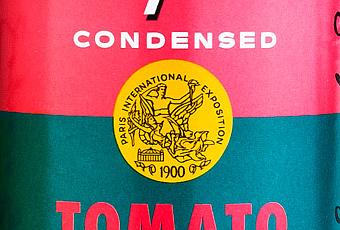 CONDENSED
PARIS INTERNATIONAL EXPOSITION
1900
TOMATO